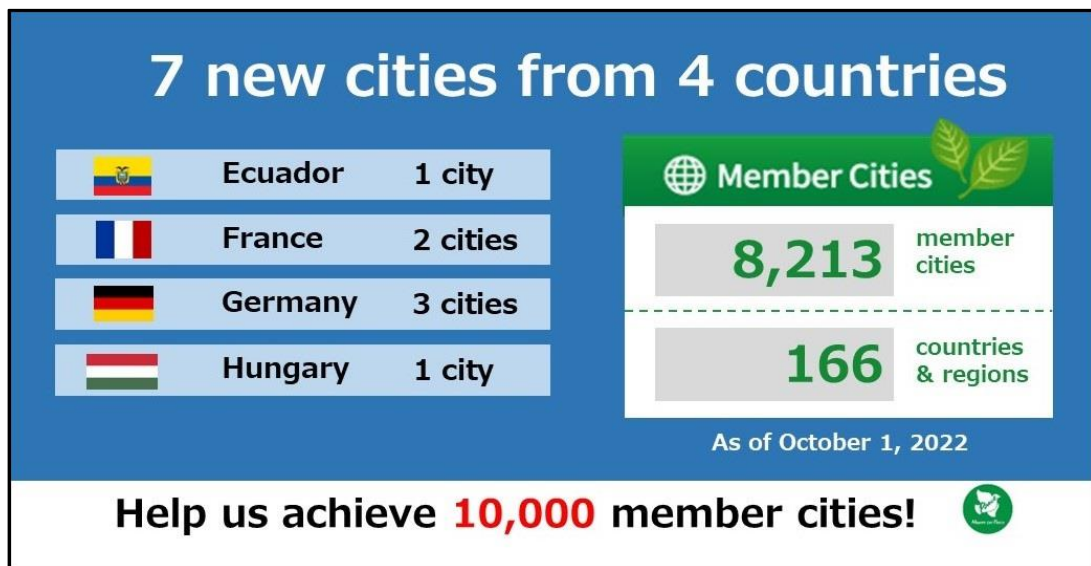 7 new cities from 4 countries
Ecuador 1 city
France 2 cities
Germany 3 cities
Hungary 1 city
Member Cities
8,213 member cities
166 countries & regions
As of October 1, 2022
Help us achieve 10,000 member cities!